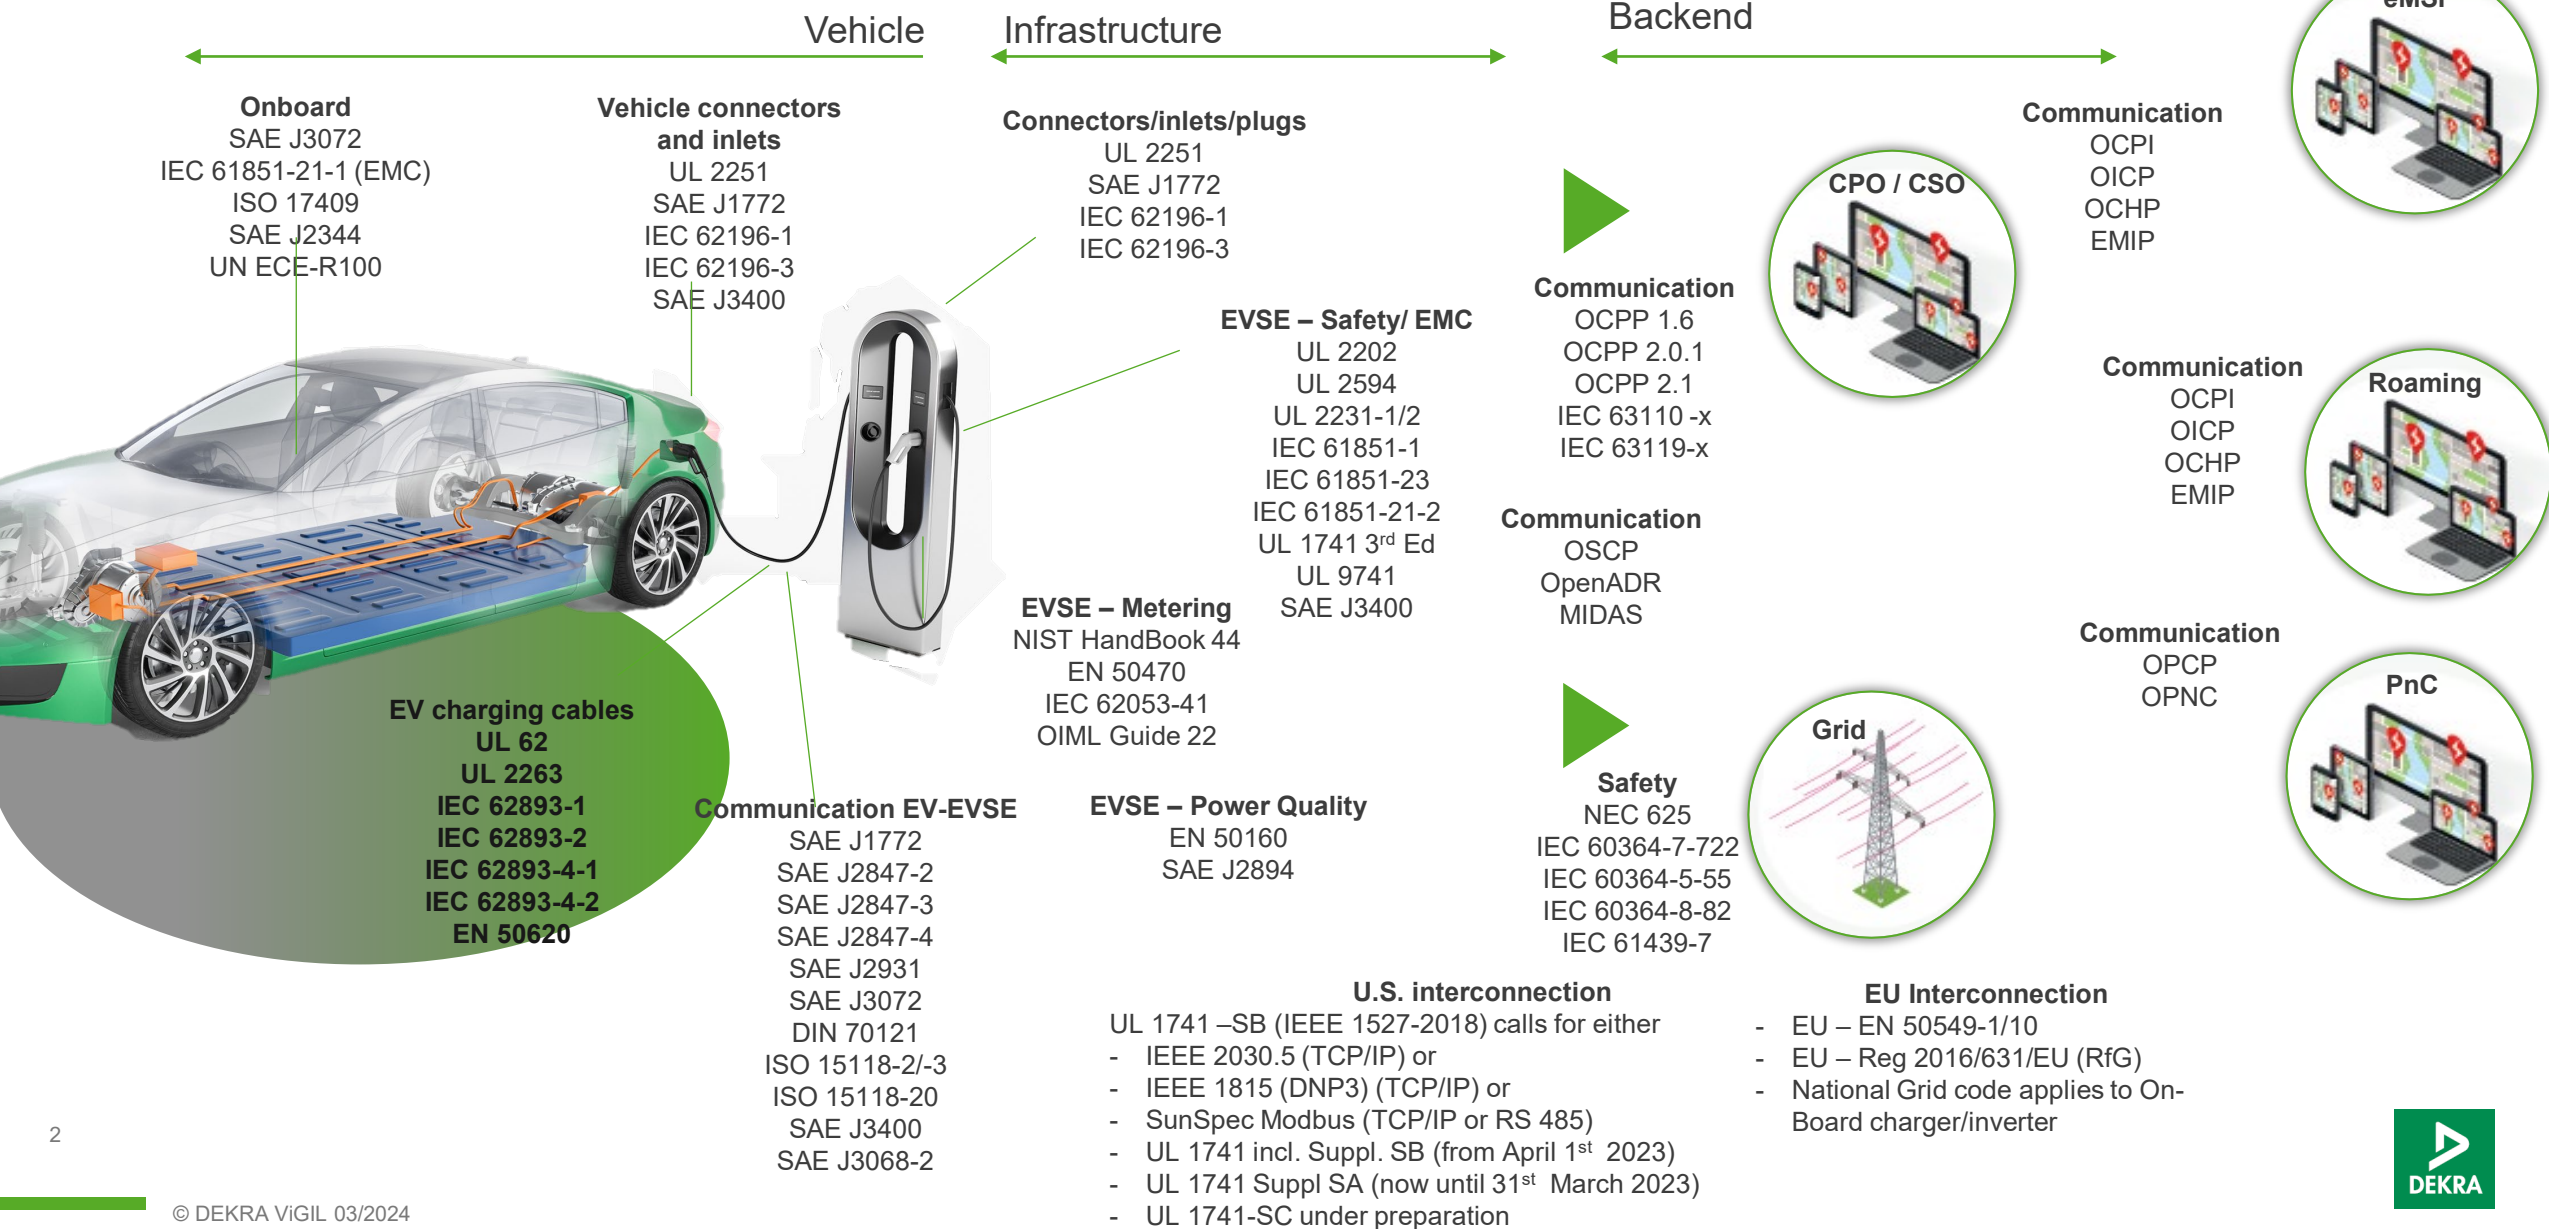 Vehicle
Infrastructure
Backend
Onboard
SAE J3072
IEC 61851-21-1 (EMC)
ISO 17409
SAE J2344
UN ECE-R100
Vehicle connectors
and inlets
UL 2251
SAE J1772
IEC 62196-1
IEC 62196-3
SAE J3400
Connectors/inlets/plugs
UL 2251
SAE J1772
IEC 62196-1
IEC 62196-3
EVSE – Safety/ EMC
UL 2202
UL 2594
UL 2231-1/2
IEC 61851-1
IEC 61851-23
IEC 61851-21-2
UL 1741 3rd Ed
UL 9741
SAE J3400
EVSE – Metering
NIST HandBook 44
EN 50470
IEC 62053-41
OIML Guide 22
EVSE – Power Quality
EN 50160
SAE J2894
EV charging cables
UL 62
UL 2263
IEC 62893-1
IEC 62893-2
IEC 62893-4-1
IEC 62893-4-2
EN 50620
Communication EV-EVSE
SAE J1772
SAE J2847-2
SAE J2847-3
SAE J2847-4
SAE J2931
SAE J3072
DIN 70121
ISO 15118-2/-3
ISO 15118-20
SAE J3400
SAE J3068-2
Communication
OCPP 1.6
OCPP 2.0.1
OCPP 2.1
IEC 63110 -x
IEC 63119-x
Communication
OSCP
OpenADR
MIDAS
CPO / CSO
Safety
NEC 625
IEC 60364-7-722
IEC 60364-5-55
IEC 60364-8-82
IEC 61439-7
Grid
Communication
OCPI
OICP
OCHP
EMIP
Communication
OCPI
OICP
OCHP
EMIP
Roaming
Communication
OPCP
OPNC
PnC
U.S. interconnection
UL 1741 –SB (IEEE 1527-2018) calls for either
- IEEE 2030.5 (TCP/IP) or
- IEEE 1815 (DNP3) (TCP/IP) or
- SunSpec Modbus (TCP/IP or RS 485)
- UL 1741 incl. Suppl. SB (from April 1st 2023)
- UL 1741 Suppl SA (now until 31st March 2023)
- UL 1741-SC under preparation
EU Interconnection
- EU – EN 50549-1/10
- EU – Reg 2016/631/EU (RfG)
- National Grid code applies to On-
Board charger/inverter
2
© DEKRA ViGIL 03/2024
DEKRA